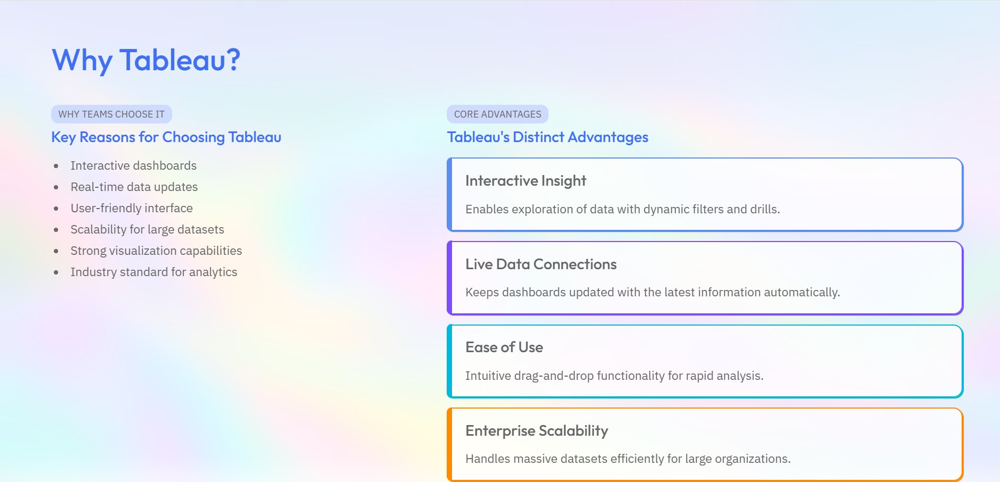 Why Tableau?
WHY TEAMS CHOOSE IT
Key Reasons for Choosing Tableau
• Interactive dashboards
• Real-time data updates
• User-friendly interface
• Scalability for large datasets
• Strong visualization capabilities
• Industry standard for analytics
CORE ADVANTAGES
Tableau's Distinct Advantages
Interactive Insight
Enables exploration of data with dynamic filters and drills.
Live Data Connections
Keeps dashboards updated with the latest information automatically.
Ease of Use
Intuitive drag-and-drop functionality for rapid analysis.
Enterprise Scalability
Handles massive datasets efficiently for large organizations.